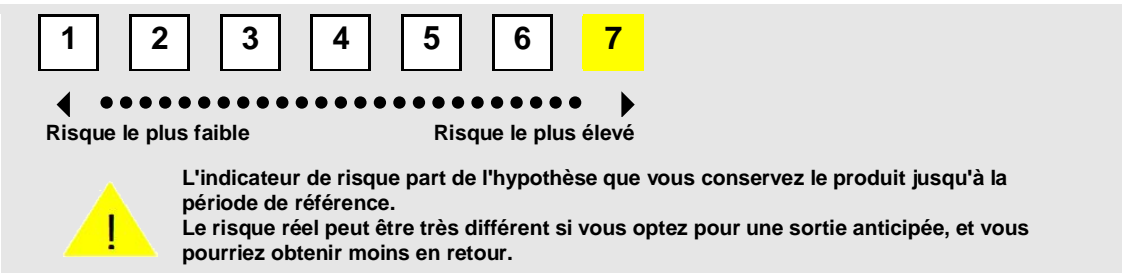 1 2 3 4 5 6 7
Risque le plus faible Risque le plus élevé
L'indicateur de risque part de l'hypothèse que vous conservez le produit jusqu'à la
période de référence.
Le risque réel peut être très différent si vous optez pour une sortie anticipée, et vous
pourriez obtenir moins en retour.
!